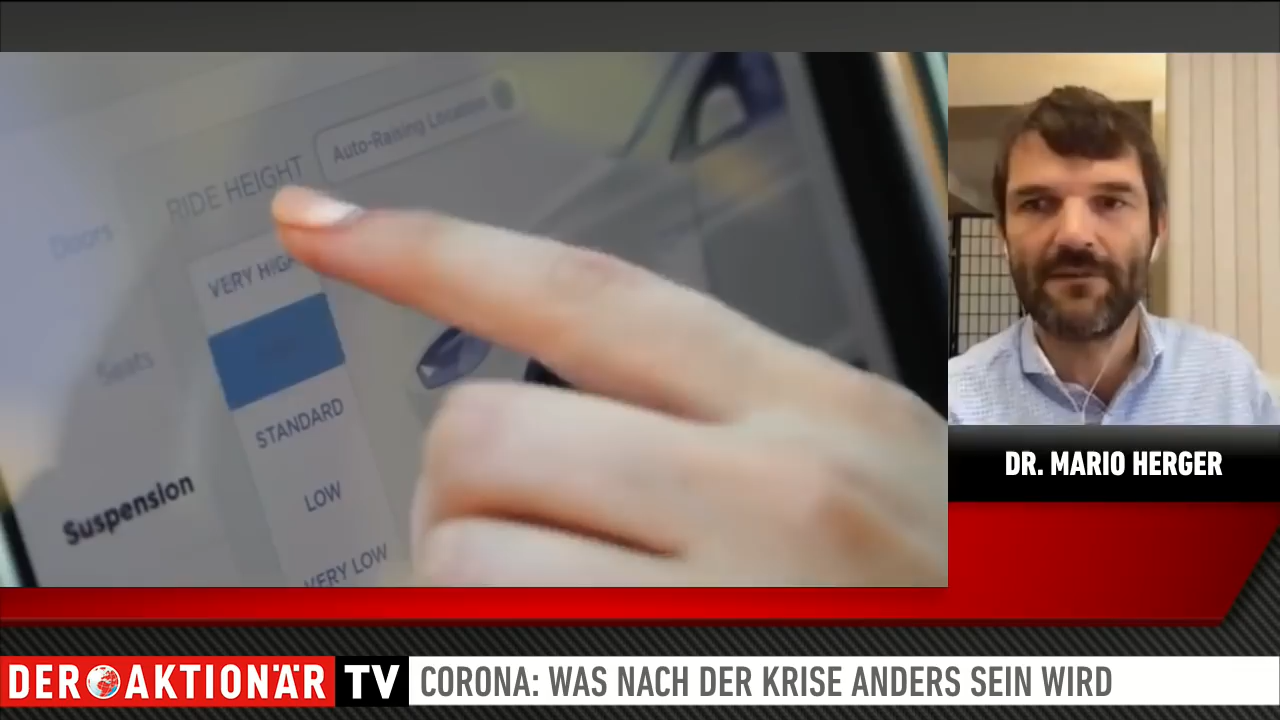 Auto-Raising Location
RIDE HEIGHT
Doors
VERY HIGH
Seats
STANDARD
LOW
Suspension
VERY LOW
DR. MARIO HERGER
DER AKTIONÄR TV
CORONA: WAS NACH DER KRISE ANDERS SEIN WIRD